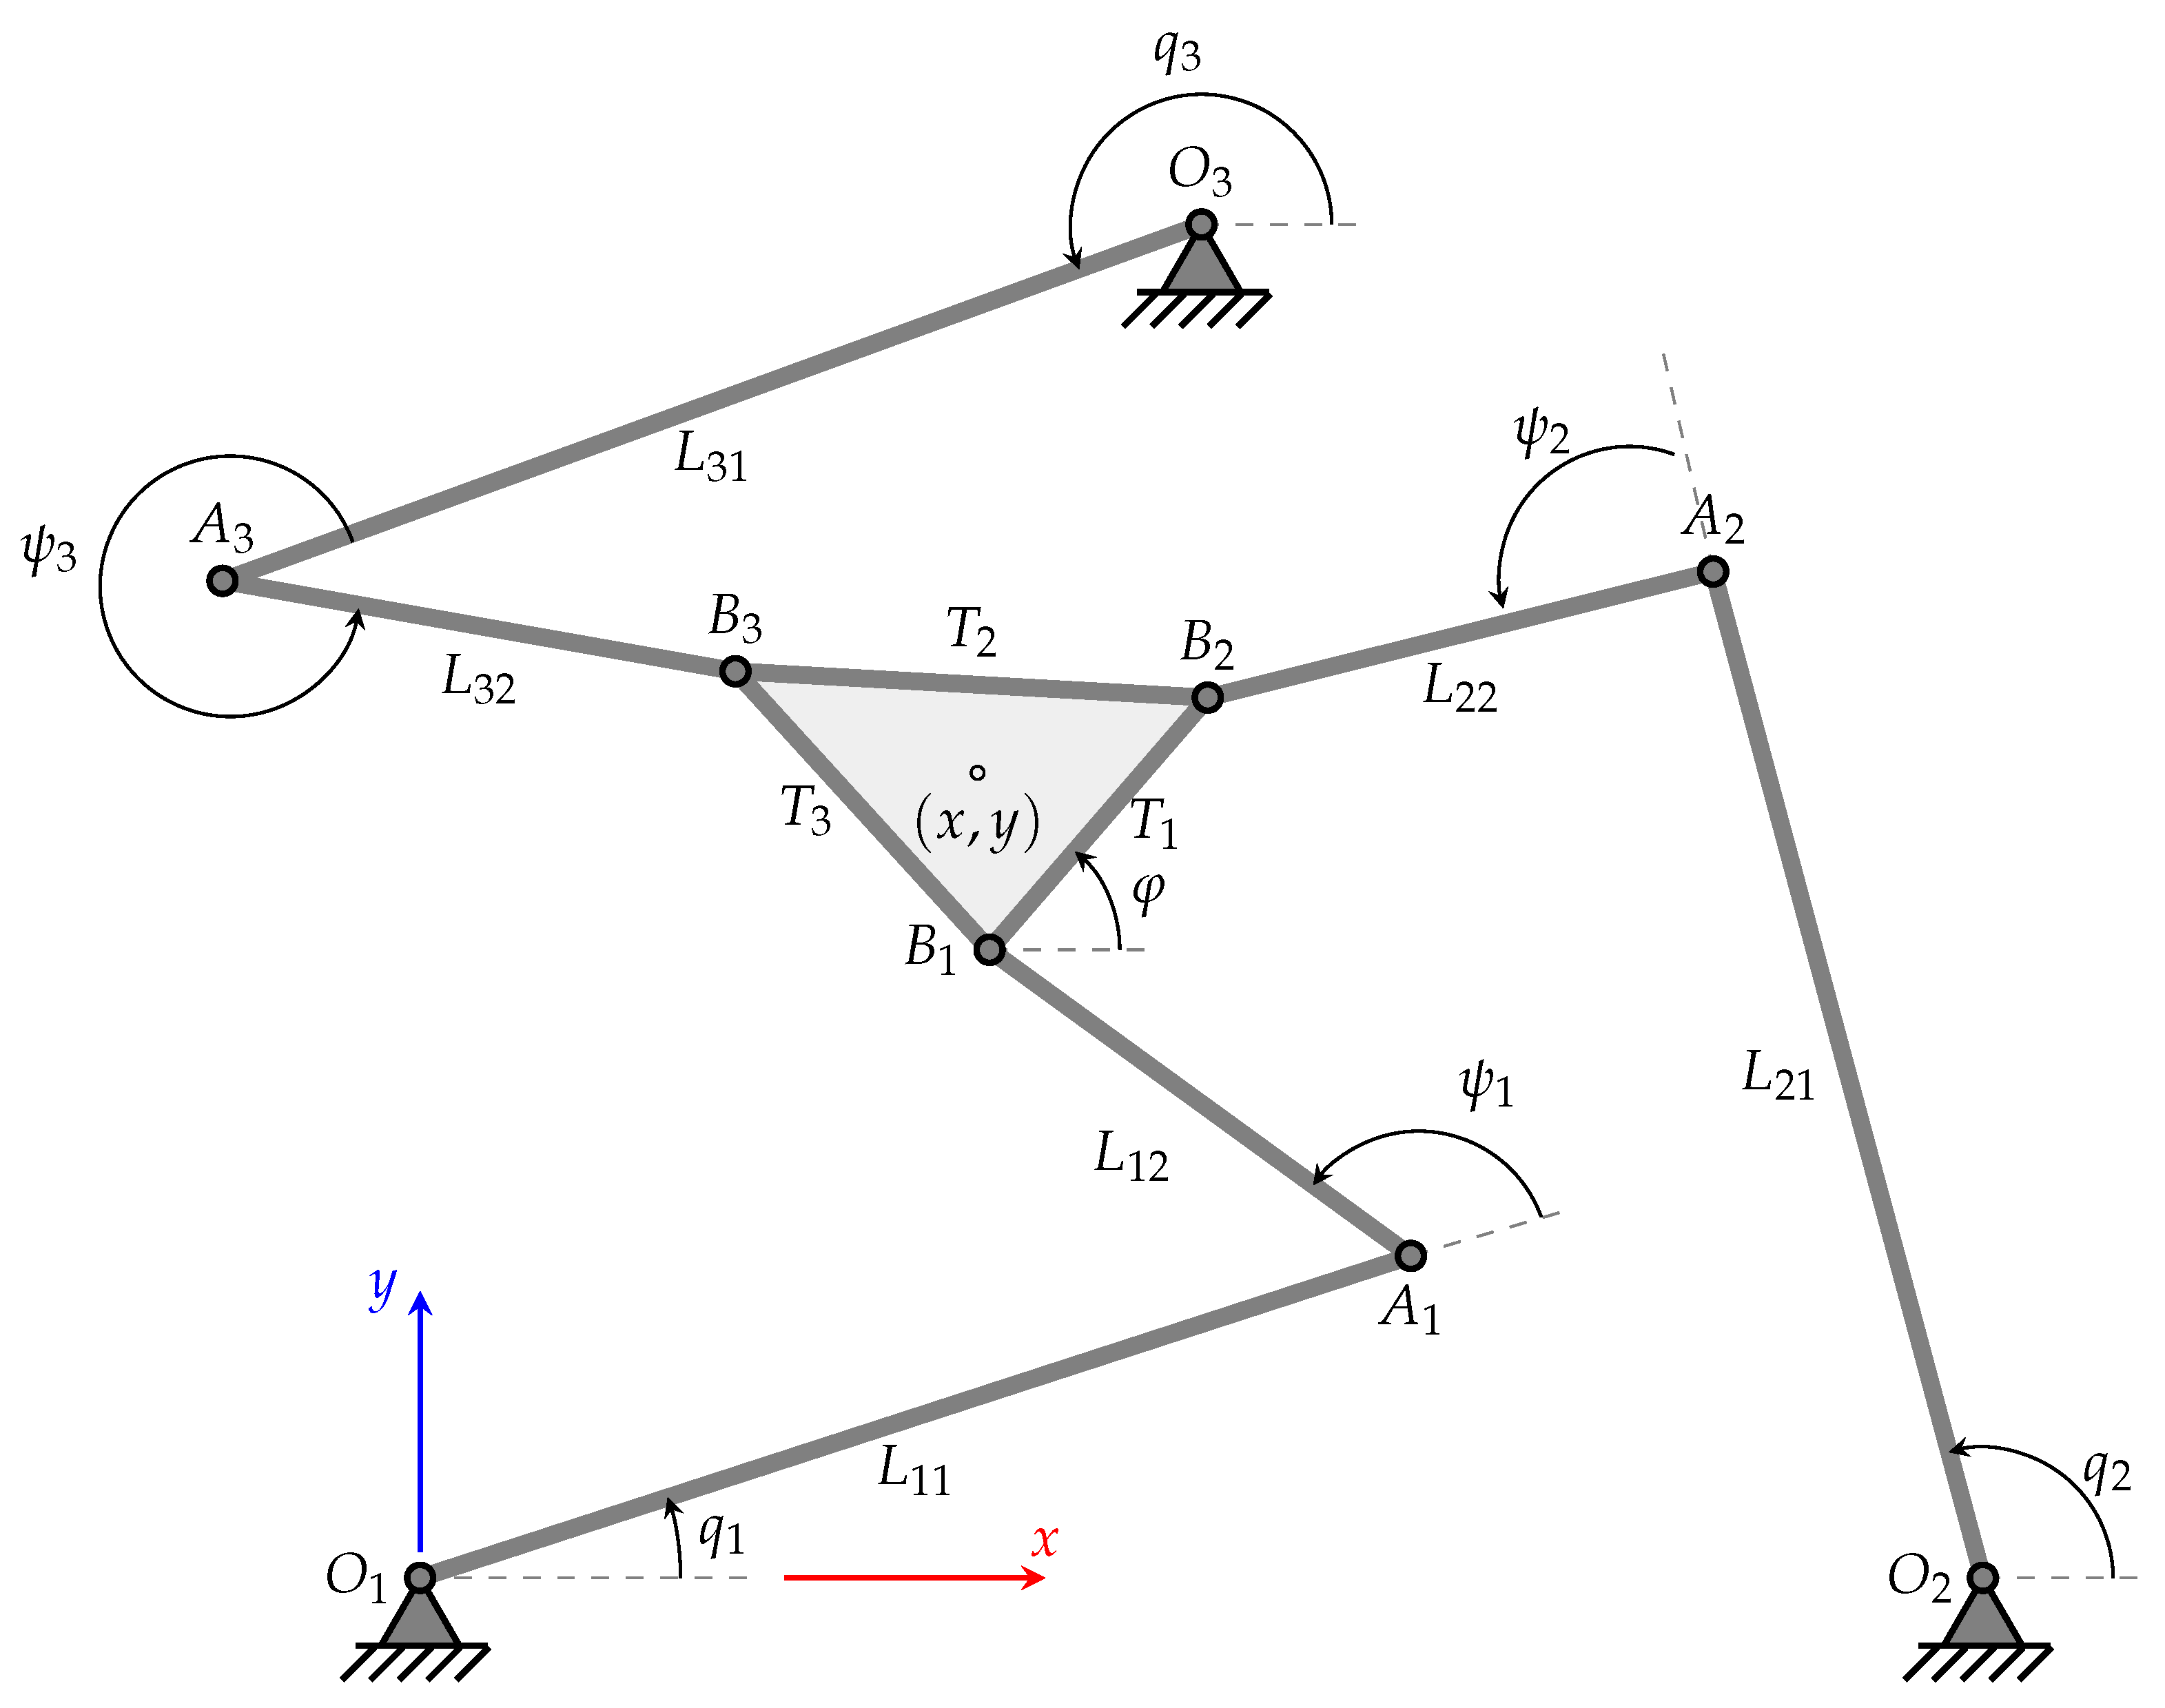 q₃
O₃
ψ₂
L₃₁
A₃
A₂
ψ₃
B₃
T₂
B₂
L₃₂
L₂₂
T₃
(x, y)
T₁
φ
B₁
L₂₁
ψ₁
L₁₂
y
A₁
L₁₁
q₂
q₁
x
O₁
O₂